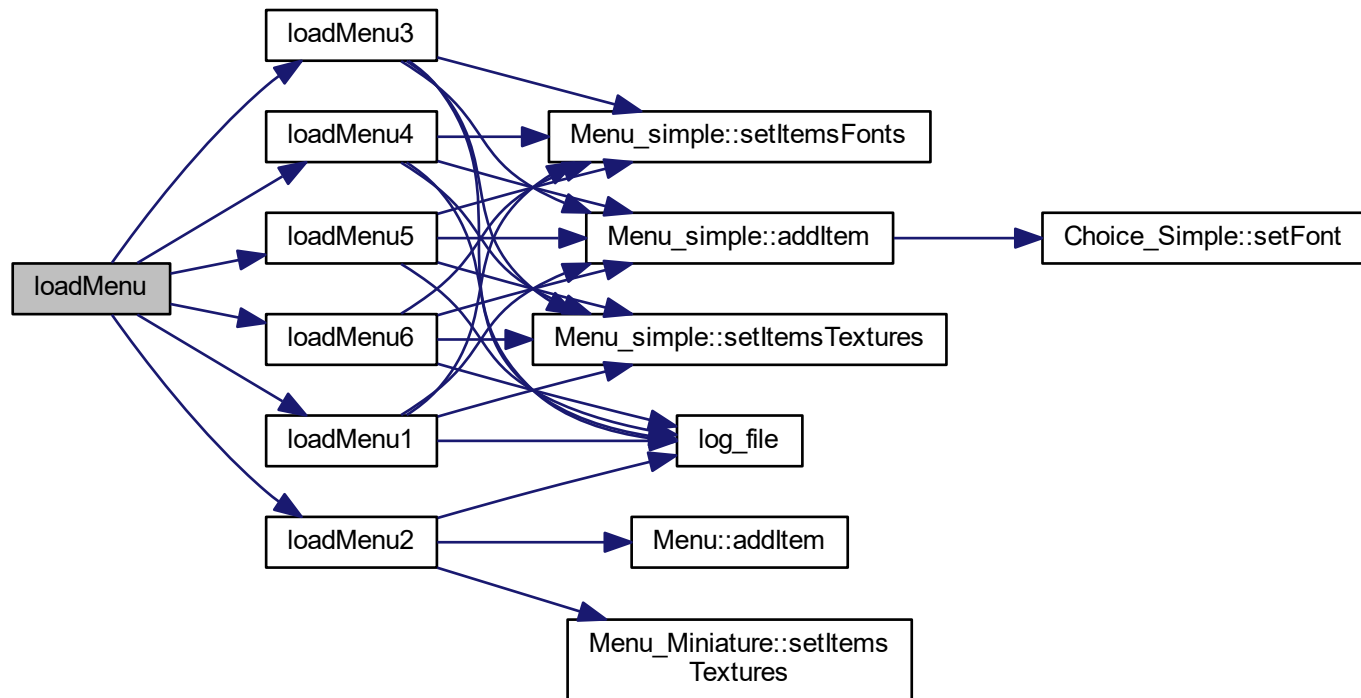 loadMenu
loadMenu3
loadMenu4
loadMenu5
loadMenu6
loadMenu1
loadMenu2
Menu_simple::setItemsFonts
Menu_simple::addItem
Menu_simple::setItemsTextures
log_file
Menu::addItem
Menu_Miniature::setItems
Textures
Choice_Simple::setFont